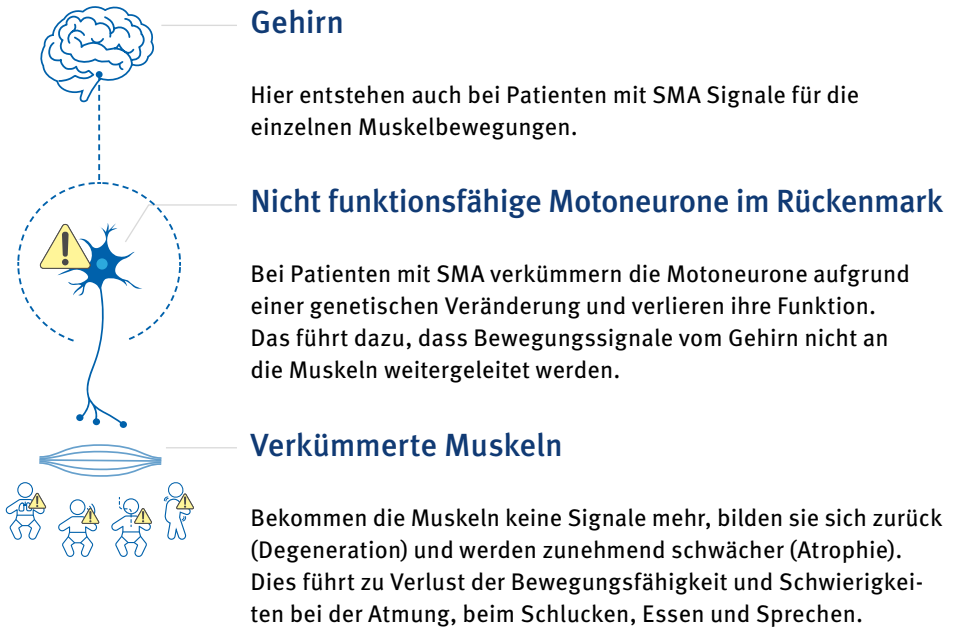 Gehirn
Hier entstehen auch bei Patienten mit SMA Signale für die
einzelnen Muskelbewegungen.
Nicht funktionsfähige Motoneurone im Rückenmark
Bei Patienten mit SMA verkümmern die Motoneurone aufgrund
einer genetischen Veränderung und verlieren ihre Funktion.
Das führt dazu, dass Bewegungssignale vom Gehirn nicht an
die Muskeln weitergeleitet werden.
Verkümmerte Muskeln
Bekommen die Muskeln keine Signale mehr, bilden sie sich zurück
(Degeneration) und werden zunehmend schwächer (Atrophie).
Dies führt zu Verlust der Bewegungsfähigkeit und Schwierigkei-
ten bei der Atmung, beim Schlucken, Essen und Sprechen.